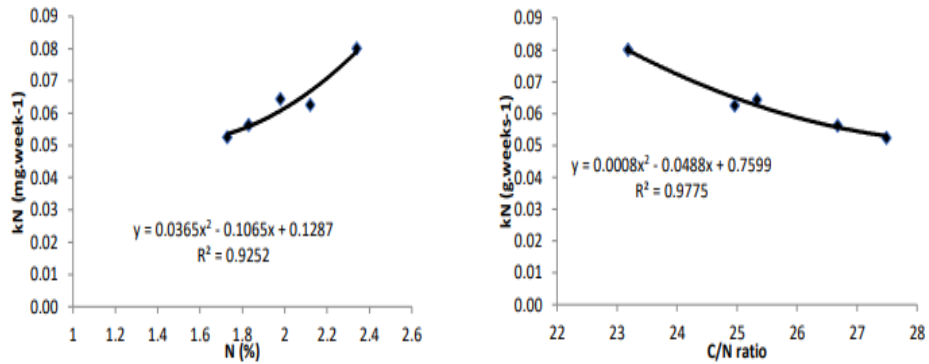 kN (mg.week-1)
0.09
0.08
0.07
0.06
0.05
0.04
0.03
0.02
0.01
0.00
y = 0.0365x² - 0.1065x + 0.1287
R² = 0.9252
1 1.2 1.4 1.6 1.8 2 2.2 2.4 2.6
N (%)
kN (g.weeks-1)
0.09
0.08
0.07
0.06
0.05
0.04
0.03
0.02
0.01
0.00
y = 0.0008x² - 0.0488x + 0.7599
R² = 0.9775
22 23 24 25 26 27 28
C/N ratio